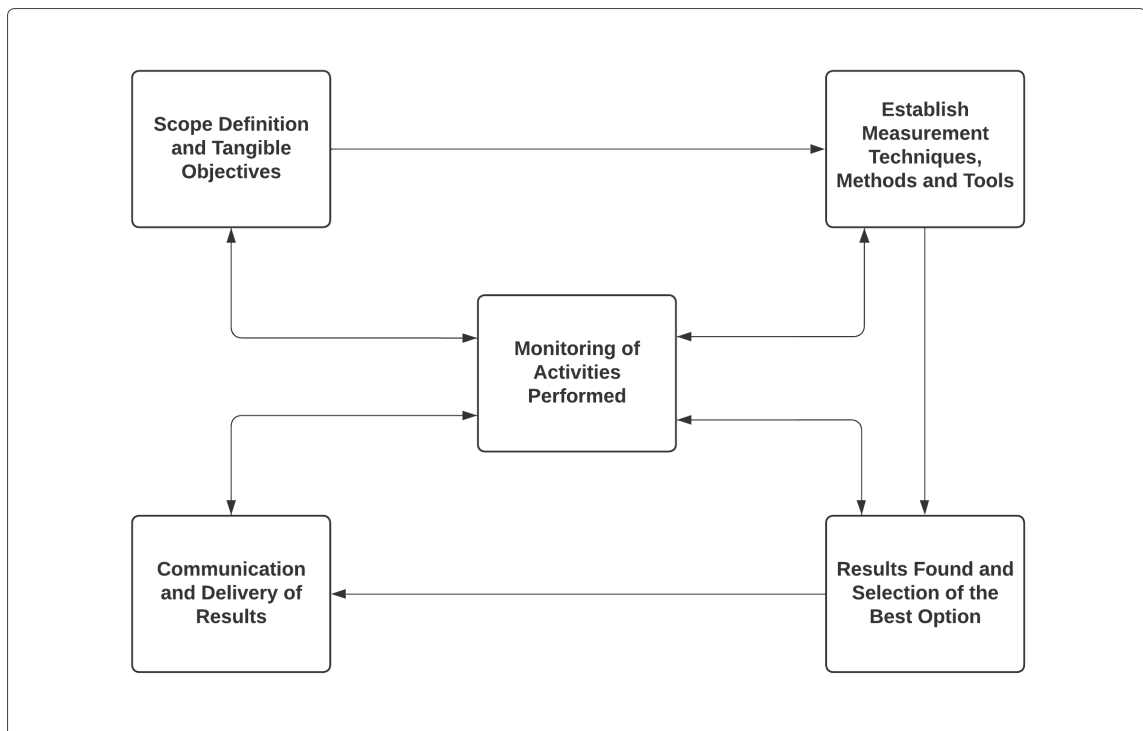 Scope Definition
and Tangible
Objectives
Establish
Measurement
Techniques,
Methods and Tools
Monitoring of
Activities
Performed
Communication
and Delivery of
Results
Results Found and
Selection of the
Best Option